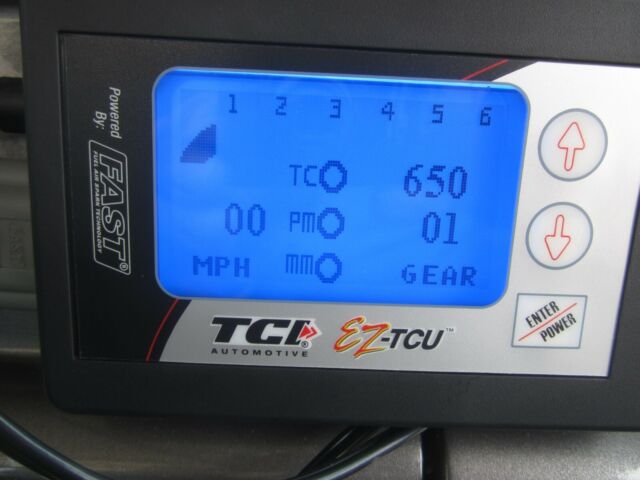 1 2 3 4 5 6
TC 650
00 PM 01
MPH mm GEAR
Powered By:
FAST®
FUEL AIR SPARK TECHNOLOGY
TCI®
AUTOMOTIVE
EZ-TCU™
ENTER/POWER